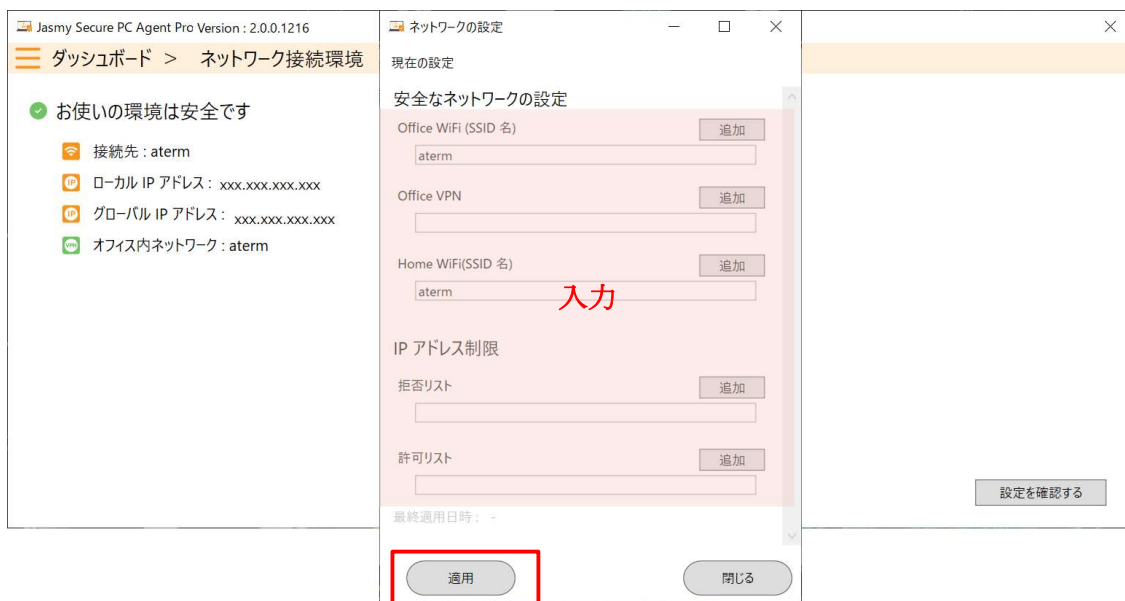 Jasmy Secure PC Agent Pro Version : 2.0.0.1216
ダッシュボード > ネットワーク接続環境
お使いの環境は安全です
接続先 : aterm
IP ローカル IP アドレス : xxx.xxx.xxx.xxx
IP グローバル IP アドレス : xxx.xxx.xxx.xxx
VPN オフィス内ネットワーク : aterm
ネットワークの設定
現在の設定
安全なネットワークの設定
Office WiFi (SSID 名) 追加
aterm
Office VPN 追加
Home WiFi(SSID 名) 追加
aterm
入力
IP アドレス制限
拒否リスト 追加
許可リスト 追加
最終適用日時 : -
適用 閉じる
設定を確認する